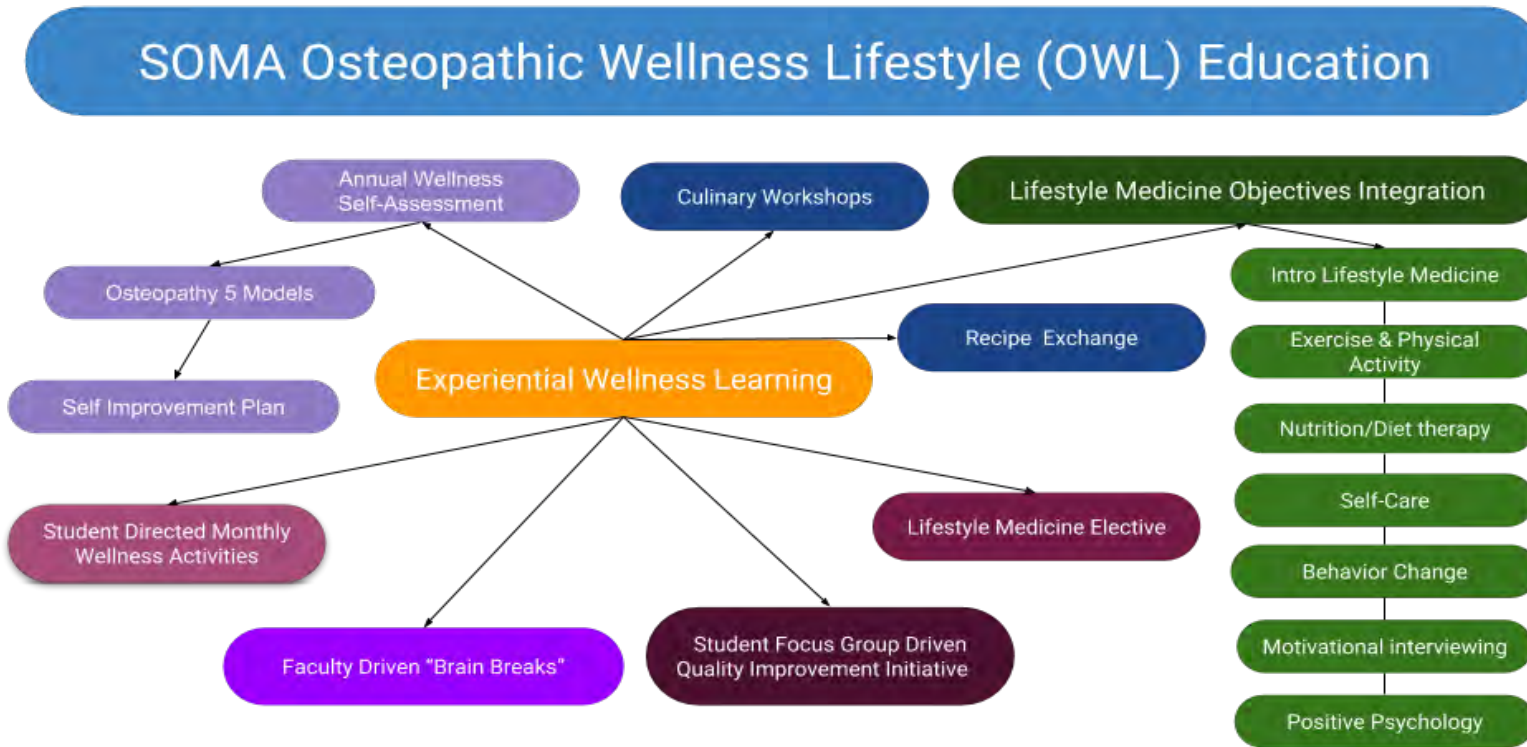 SOMA Osteopathic Wellness Lifestyle (OWL) Education
Annual Wellness
Self-Assessment
Culinary Workshops
Lifestyle Medicine Objectives Integration
Osteopathy 5 Models
Intro Lifestyle Medicine
Recipe Exchange
Exercise & Physical
Activity
Experiential Wellness Learning
Self Improvement Plan
Nutrition/Diet therapy
Self-Care
Student Directed Monthly
Wellness Activities
Lifestyle Medicine Elective
Behavior Change
Faculty Driven “Brain Breaks”
Student Focus Group Driven
Quality Improvement Initiative
Motivational interviewing
Positive Psychology